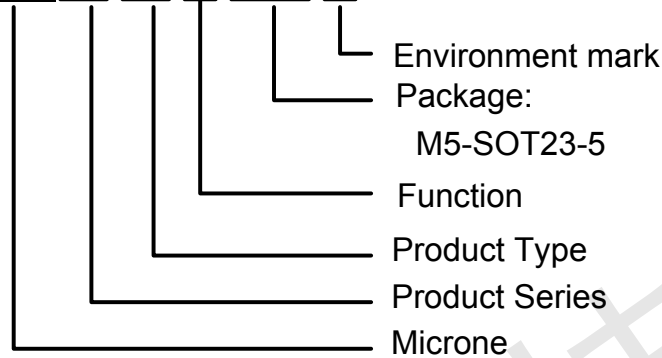 Environment mark
Package:
M5-SOT23-5
Function
Product Type
Product Series
Microne